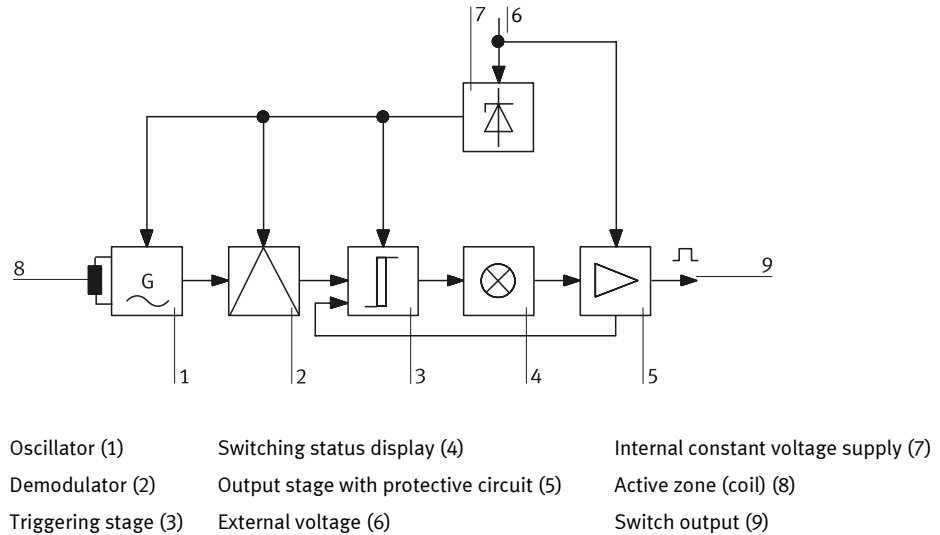 7
6
8
G
9
1
2
3
4
5
Oscillator (1)
Switching status display (4)
Internal constant voltage supply (7)
Demodulator (2)
Output stage with protective circuit (5)
Active zone (coil) (8)
Triggering stage (3)
External voltage (6)
Switch output (9)